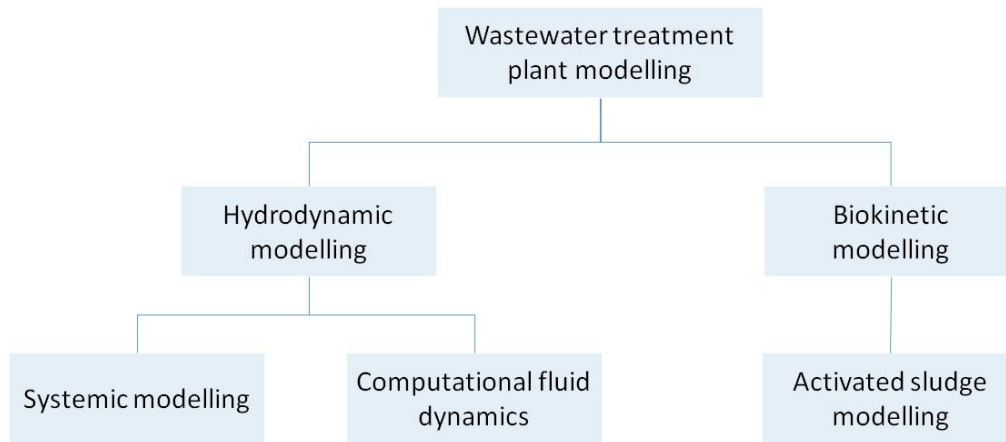 Wastewater treatment
plant modelling
Hydrodynamic
modelling
Biokinetic
modelling
Systemic modelling
Computational fluid
dynamics
Activated sludge
modelling